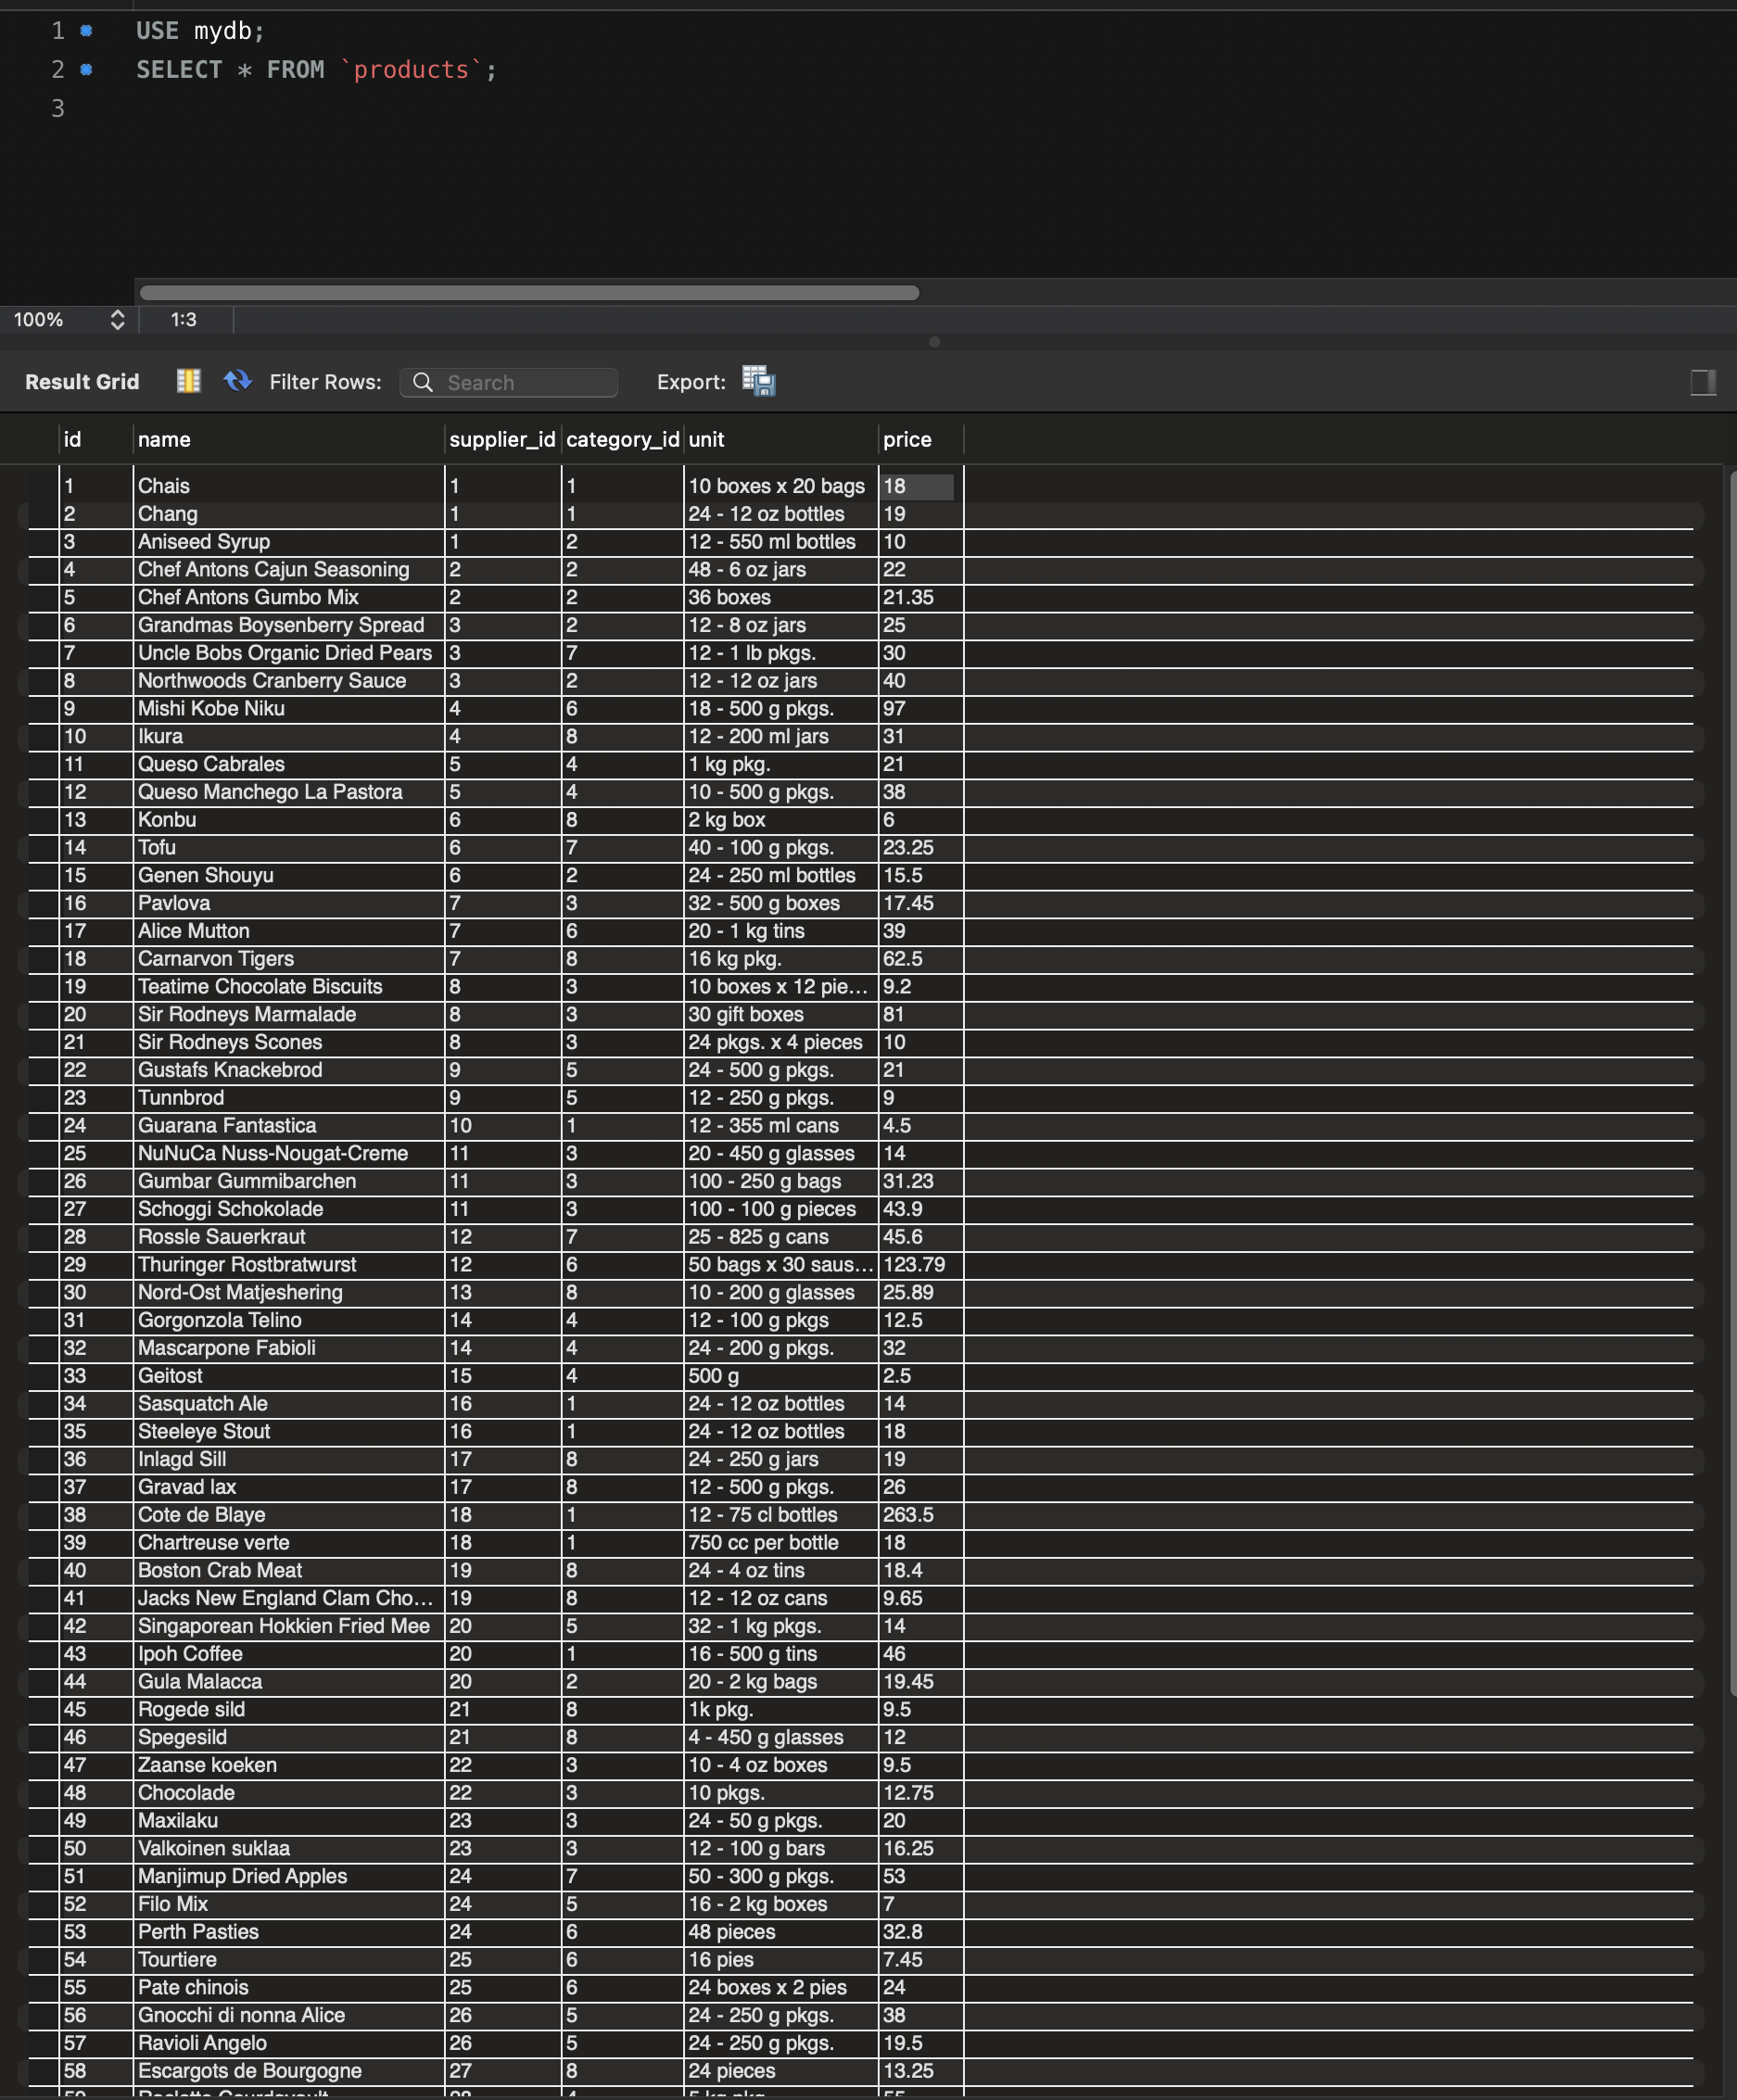 1 USE mydb;
2 SELECT * FROM `products`;
3
100% 1:3
Result Grid Filter Rows: Search Export:
id name supplier_id category_id unit price
1 Chais 1 1 10 boxes x 20 bags 18
2 Chang 1 1 24 - 12 oz bottles 19
3 Aniseed Syrup 1 2 12 - 550 ml bottles 10
4 Chef Antons Cajun Seasoning 2 2 48 - 6 oz jars 22
5 Chef Antons Gumbo Mix 2 2 36 boxes 21.35
6 Grandmas Boysenberry Spread 3 2 12 - 8 oz jars 25
7 Uncle Bobs Organic Dried Pears 3 7 12 - 1 lb pkgs. 30
8 Northwoods Cranberry Sauce 3 2 12 - 12 oz jars 40
9 Mishi Kobe Niku 4 6 18 - 500 g pkgs. 97
10 Ikura 4 8 12 - 200 ml jars 31
11 Queso Cabrales 5 4 1 kg pkg. 21
12 Queso Manchego La Pastora 5 4 10 - 500 g pkgs. 38
13 Konbu 6 8 2 kg box 6
14 Tofu 6 7 40 - 100 g pkgs. 23.25
15 Genen Shouyu 6 2 24 - 250 ml bottles 15.5
16 Pavlova 7 3 32 - 500 g boxes 17.45
17 Alice Mutton 7 6 20 - 1 kg tins 39
18 Carnarvon Tigers 7 8 16 kg pkg. 62.5
19 Teatime Chocolate Biscuits 8 3 10 boxes x 12 pie... 9.2
20 Sir Rodneys Marmalade 8 3 30 gift boxes 81
21 Sir Rodneys Scones 8 3 24 pkgs. x 4 pieces 10
22 Gustafs Knackebrod 9 5 24 - 500 g pkgs. 21
23 Tunnbrod 9 5 12 - 250 g pkgs. 9
24 Guarana Fantastica 10 1 12 - 355 ml cans 4.5
25 NuNuCa Nuss-Nougat-Creme 11 3 20 - 450 g glasses 14
26 Gumbar Gummibarchen 11 3 100 - 250 g bags 31.23
27 Schoggi Schokolade 11 3 100 - 100 g pieces 43.9
28 Rossle Sauerkraut 12 7 25 - 825 g cans 45.6
29 Thuringer Rostbratwurst 12 6 50 bags x 30 saus... 123.79
30 Nord-Ost Matjeshering 13 8 10 - 200 g glasses 25.89
31 Gorgonzola Telino 14 4 12 - 100 g pkgs 12.5
32 Mascarpone Fabioli 14 4 24 - 200 g pkgs. 32
33 Geitost 15 4 500 g 2.5
34 Sasquatch Ale 16 1 24 - 12 oz bottles 14
35 Steeleye Stout 16 1 24 - 12 oz bottles 18
36 Inlagd Sill 17 8 24 - 250 g jars 19
37 Gravad lax 17 8 12 - 500 g pkgs. 26
38 Cote de Blaye 18 1 12 - 75 cl bottles 263.5
39 Chartreuse verte 18 1 750 cc per bottle 18
40 Boston Crab Meat 19 8 24 - 4 oz tins 18.4
41 Jacks New England Clam Cho... 19 8 12 - 12 oz cans 9.65
42 Singaporean Hokkien Fried Mee 20 5 32 - 1 kg pkgs. 14
43 Ipoh Coffee 20 1 16 - 500 g tins 46
44 Gula Malacca 20 2 20 - 2 kg bags 19.45
45 Rogede sild 21 8 1k pkg. 9.5
46 Spegesild 21 8 4 - 450 g glasses 12
47 Zaanse koeken 22 3 10 - 4 oz boxes 9.5
48 Chocolade 22 3 10 pkgs. 12.75
49 Maxilaku 23 3 24 - 50 g pkgs. 20
50 Valkoinen suklaa 23 3 12 - 100 g bars 16.25
51 Manjimup Dried Apples 24 7 50 - 300 g pkgs. 53
52 Filo Mix 24 5 16 - 2 kg boxes 7
53 Perth Pasties 24 6 48 pieces 32.8
54 Tourtiere 25 6 16 pies 7.45
55 Pate chinois 25 6 24 boxes x 2 pies 24
56 Gnocchi di nonna Alice 26 5 24 - 250 g pkgs. 38
57 Ravioli Angelo 26 5 24 - 250 g pkgs. 19.5
58 Escargots de Bourgogne 27 8 24 pieces 13.25